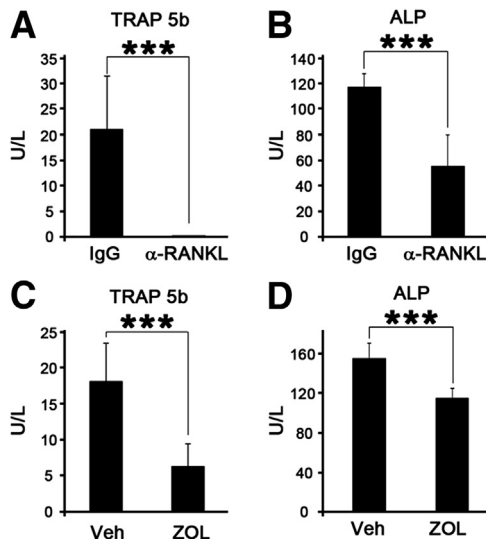 A
TRAP 5b
***
35
30
25
20
15
10
5
0
U/L
IgG α-RANKL
B
ALP
***
140
120
100
80
60
40
20
0
U/L
IgG α-RANKL
C
TRAP 5b
***
25
20
15
10
5
0
U/L
Veh ZOL
D
ALP
***
160
120
80
40
0
U/L
Veh ZOL